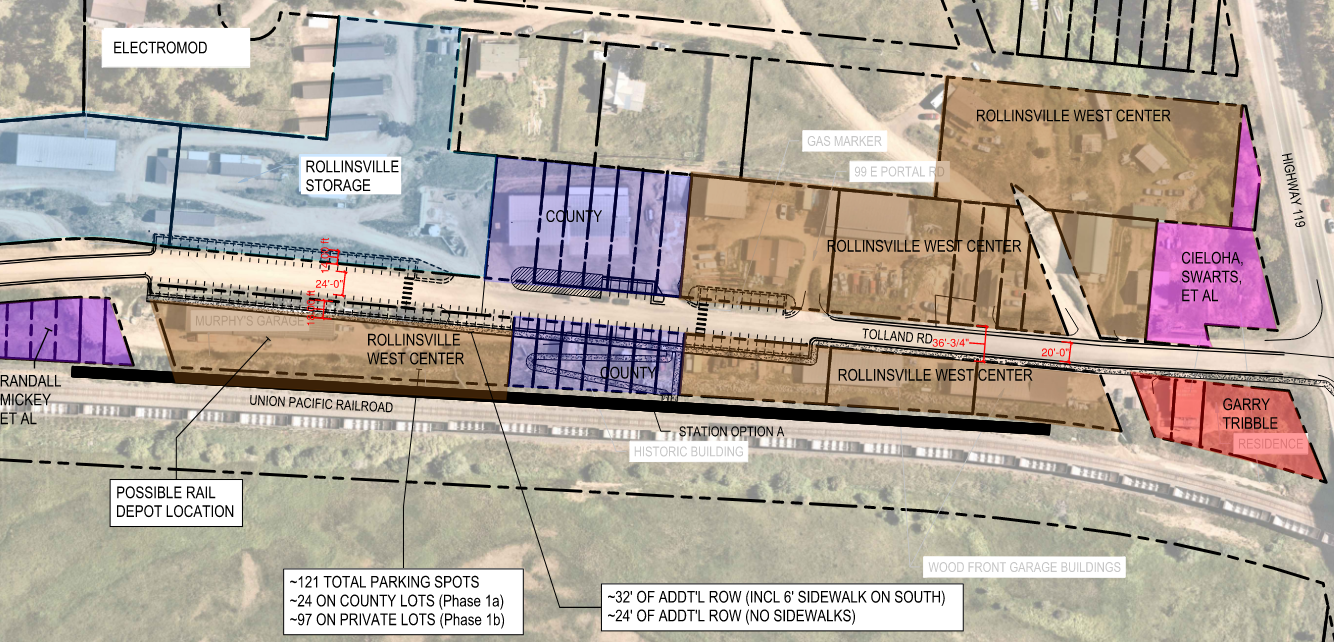 ELECTROMOD
ROLLINSVILLE WEST CENTER
GAS MARKER
99 E PORTAL RD
HIGHWAY 119
ROLLINSVILLE
STORAGE
COUNTY
ROLLINSVILLE WEST CENTER
CIELOHA,
SWARTS,
ET AL
24'-0"
MURPHY'S GARAGE
ROLLINSVILLE
WEST CENTER
TOLLAND RD
36'-3/4"
20'-0"
COUNTY
ROLLINSVILLE WEST CENTER
RANDALL
MICKEY
ET AL
UNION PACIFIC RAILROAD
GARRY
TRIBBLE
RESIDENCE
STATION OPTION A
HISTORIC BUILDING
POSSIBLE RAIL
DEPOT LOCATION
WOOD FRONT GARAGE BUILDINGS
~121 TOTAL PARKING SPOTS
~24 ON COUNTY LOTS (Phase 1a)
~97 ON PRIVATE LOTS (Phase 1b)
~32' OF ADDT'L ROW (INCL 6' SIDEWALK ON SOUTH)
~24' OF ADDT'L ROW (NO SIDEWALKS)